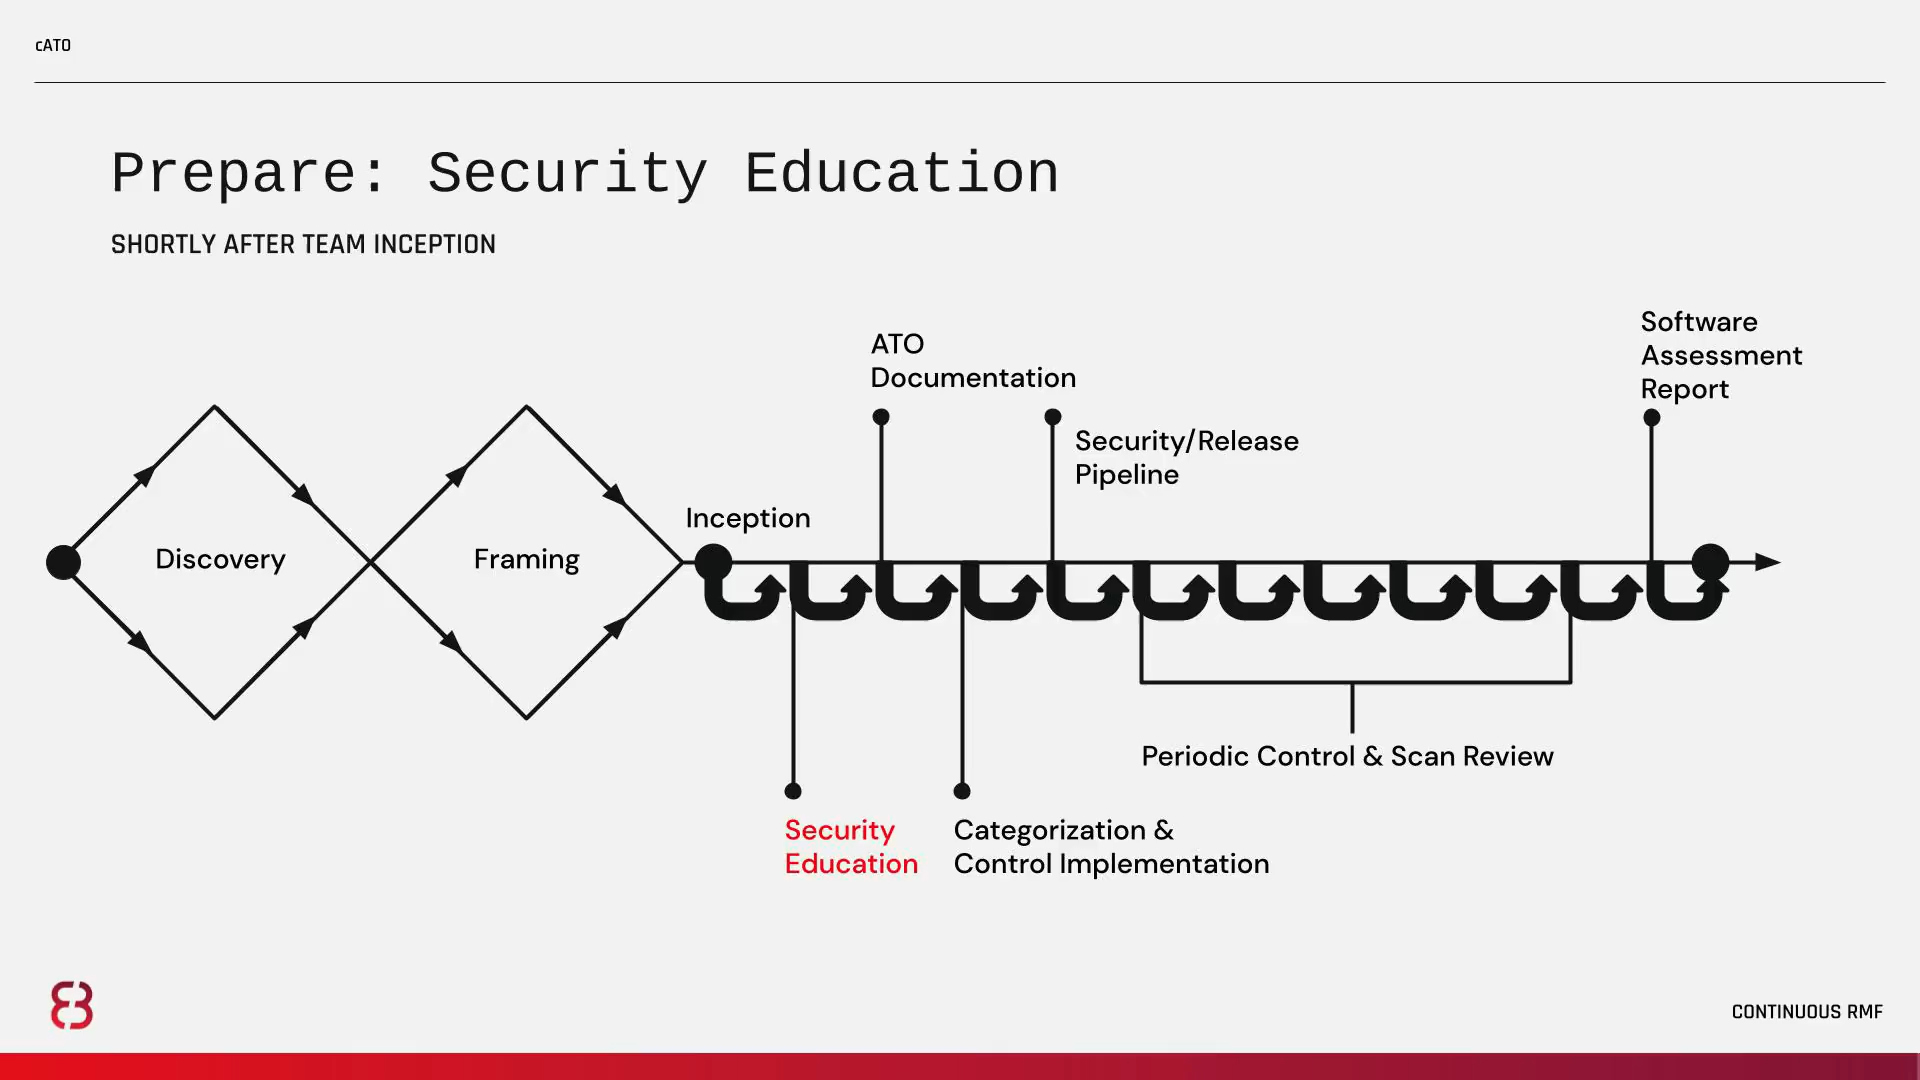 cATO
Prepare: Security Education
SHORTLY AFTER TEAM INCEPTION
Software
Assessment
Report
ATO
Documentation
Security/Release
Pipeline
Inception
Discovery
Framing
Periodic Control & Scan Review
Security
Education
Categorization &
Control Implementation
CONTINUOUS RMF